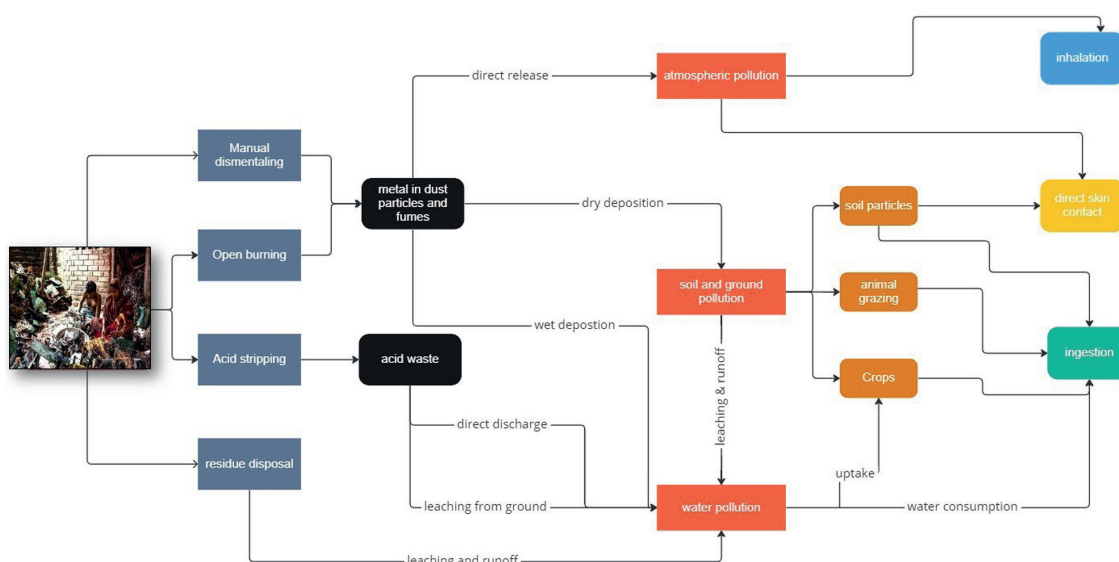 direct release
atmospheric pollution
inhalation
Manual
dismentaling
metal in dust
particles and
fumes
dry deposition
soil particles
direct skin
contact
Open burning
soil and ground
pollution
animal
grazing
wet depostion
Acid stripping
acid waste
leaching & runoff
Crops
ingestion
direct discharge
residue disposal
uptake
leaching from ground
water pollution
water consumption
leaching and runoff